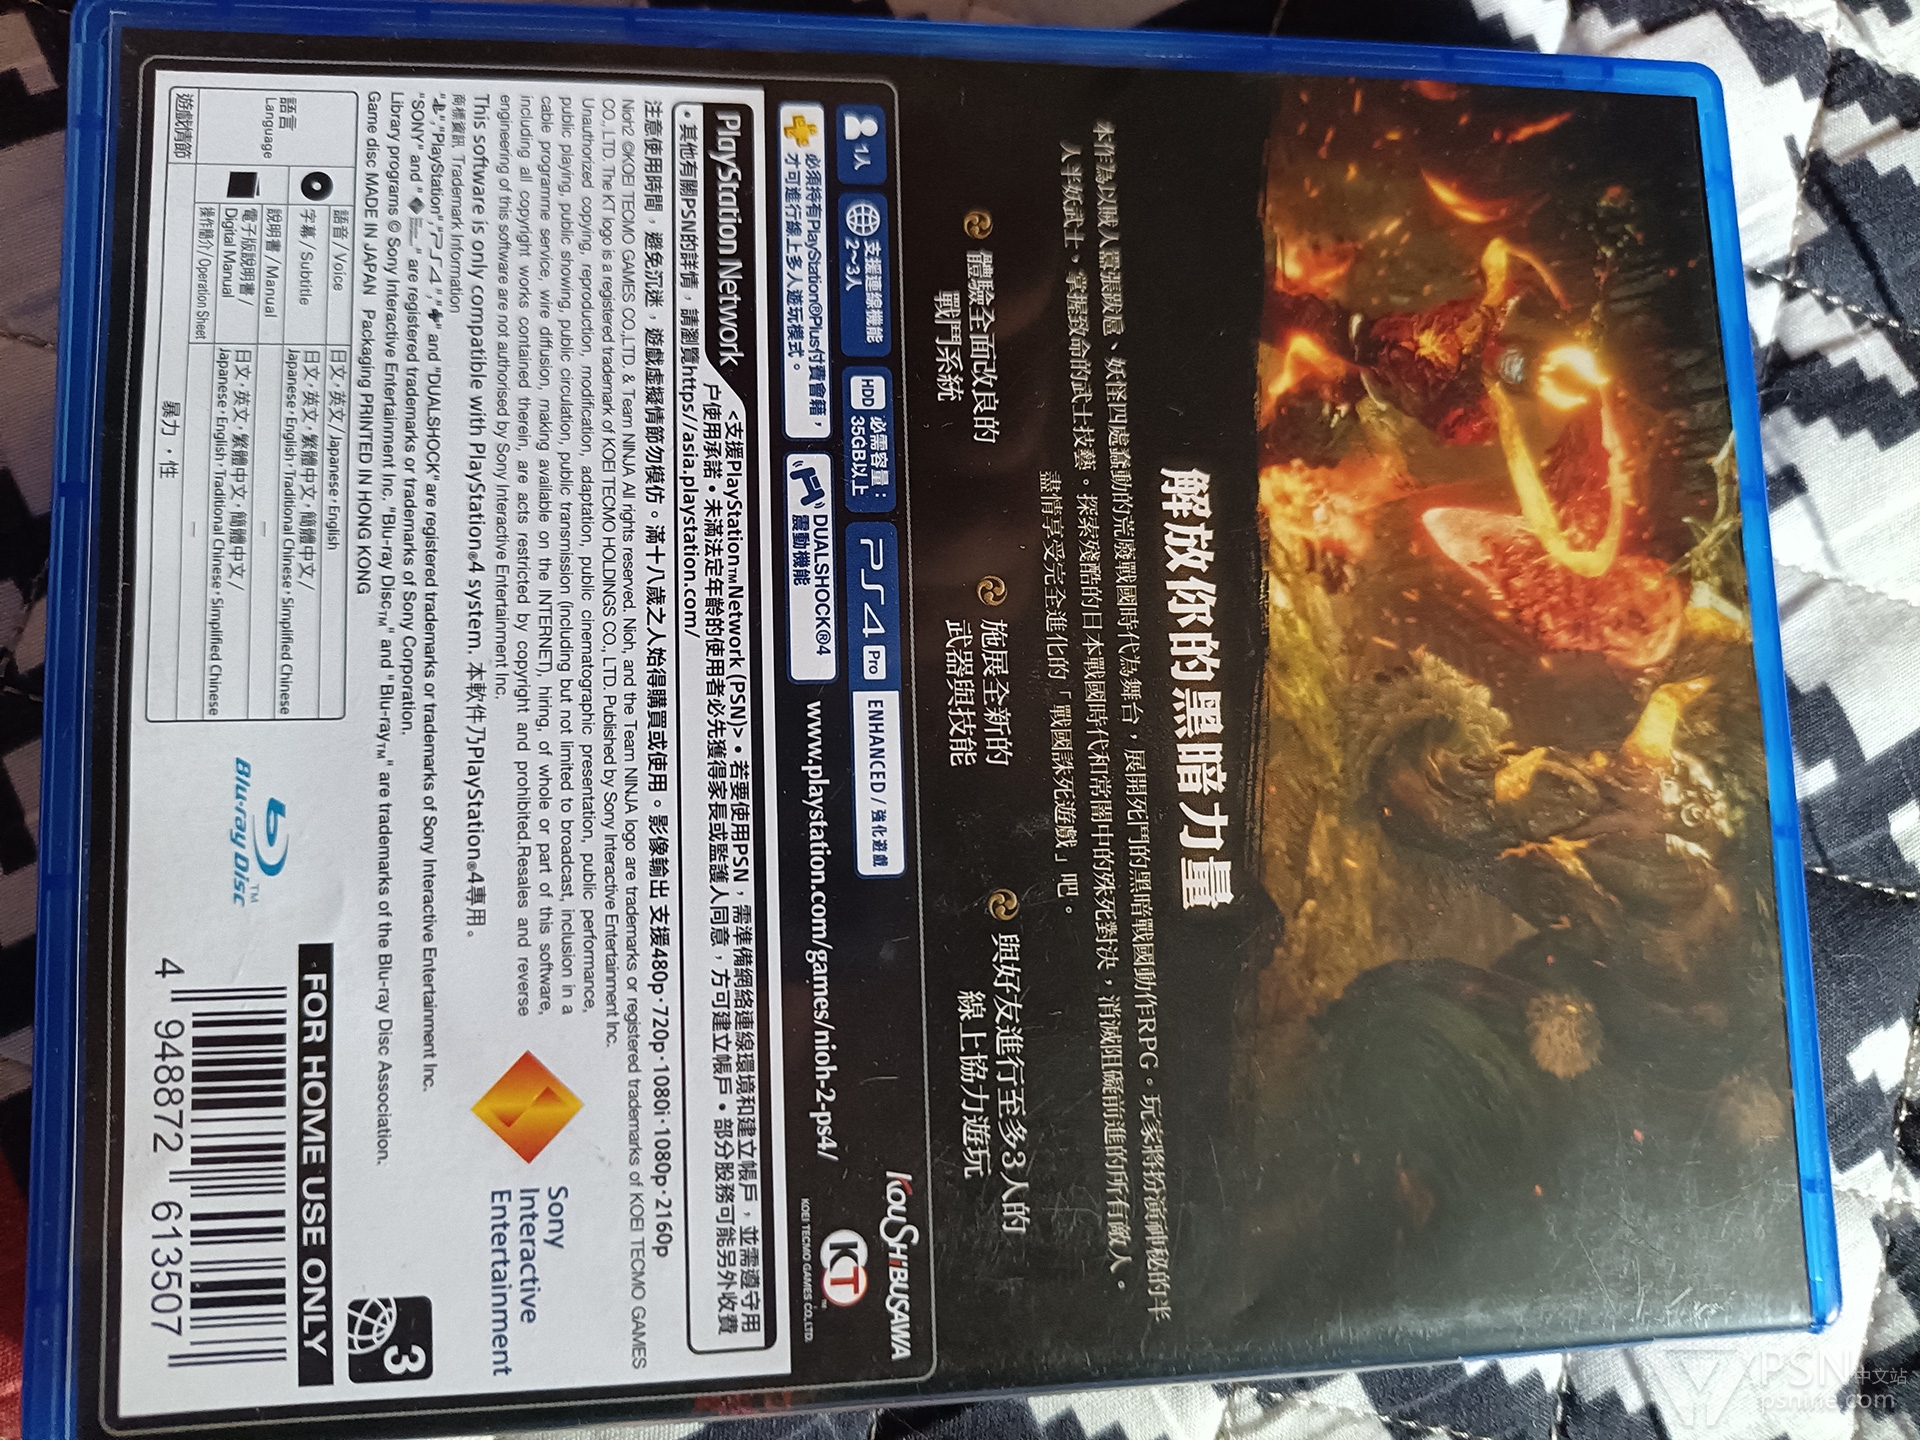 解放你的黑暗力量
本作為以賊人囂張跋扈、妖怪四處蠢動的荒廢戰國時代為舞台，展開死鬥的黑暗戰國動作RPG。玩家將扮演神秘的半
人半妖武士，掌握致命的武士技藝。探索殘酷的日本戰國時代和常闇中的殊死對決，消滅阻礙前進的所有敵人。
盡情享受完全進化的「戰國誅死遊戲」吧。
體驗全面改良的
戰鬥系統
施展全新的
武器與技能
與好友進行至多3人的
線上協力遊玩
1人
支援連線機能
2~3人
HDD 必需容量：
35GB以上
PS4 Pro ENHANCED / 強化遊戲
必須持有PlayStation®Plus付費會籍，
才可進行線上多人遊玩模式。
DUALSHOCK®4
震動機能
www.playstation.com/games/nioh-2-ps4/
KOU SHIBUSAWA
KT
KOEI TECMO GAMES CO., LTD.
PlayStation Network
<支援PlayStation™Network (PSN)>・若要使用PSN，需準備網絡連線環境和建立帳戶，並需遵守用
户使用承諾・未滿法定年齡的使用者必先獲得家長或監護人同意，方可建立帳戶・部分服務可能另外收費
・其他有關PSN的詳情，請瀏覽https://asia.playstation.com/
注意使用時間，避免沉迷，遊戲虛擬情節勿模仿。滿十八歲之人始得購買或使用。影像輸出 支援480p・720p・1080i・1080p・2160p
Nioh2 ©KOEI TECMO GAMES CO.,LTD. & Team NINJA All rights reserved. Nioh, and the Team NINJA logo are trademarks or registered trademarks of KOEI TECMO GAMES
CO., LTD. The KT logo is a registered trademark of KOEI TECMO HOLDINGS CO., LTD. Published by Sony Interactive Entertainment Inc.
Unauthorized copying, reproduction, modification, adaptation, public cinematographic presentation, public performance,
public playing, public showing, public circulation, public transmission (including but not limited to broadcast, inclusion in a
cable programme service, wire diffusion, making available on the INTERNET), hiring, of whole or part of this software,
including all copyright works contained therein, are acts restricted by copyright and prohibited.Resales and reverse
engineering of this software are not authorised by Sony Interactive Entertainment Inc.
This software is only compatible with PlayStation®4 system. 本軟件乃PlayStation®4專用。
商標資訊 Trademark Information
"PlayStation", "PS4", and "DUALSHOCK" are registered trademarks or trademarks of Sony Interactive Entertainment Inc.
"SONY" and " " are registered trademarks or trademarks of Sony Corporation.
Library programs © Sony Interactive Entertainment Inc. "Blu-ray Disc™" and "Blu-ray™" are trademarks of the Blu-ray Disc Association.
Game disc MADE IN JAPAN Packaging PRINTED IN HONG KONG
語言
Language
語音 / Voice
日文・英文 / Japanese・English
字幕 / Subtitle
日文・英文・繁體中文・簡體中文 /
Japanese・English・Traditional Chinese・Simplified Chinese
說明書 / Manual
–
電子版說明書 /
Digital Manual
日文・英文・繁體中文・簡體中文 /
Japanese・English・Traditional Chinese・Simplified Chinese
操作簡介 / Operation Sheet
–
遊戲情節
暴力・性
Blu-ray Disc™
Sony
Interactive
Entertainment
3
FOR HOME USE ONLY
4 948872 613507
PSN中文站
psnine.com